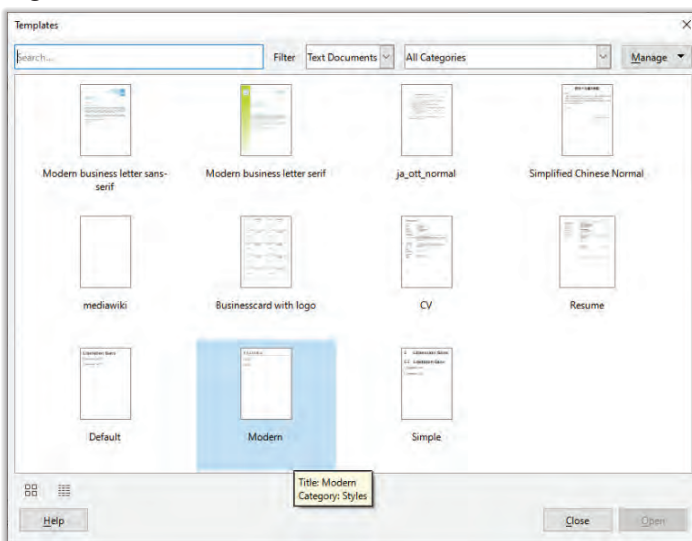 Templates
Search...
Filter
Text Documents
All Categories
Manage
Modern business letter sans-
serif
Modern business letter serif
ja_ott_normal
Simplified Chinese Normal
mediawiki
Businesscard with logo
CV
Resume
Default
Modern
Simple
Title: Modern
Category: Styles
Help
Close
Open